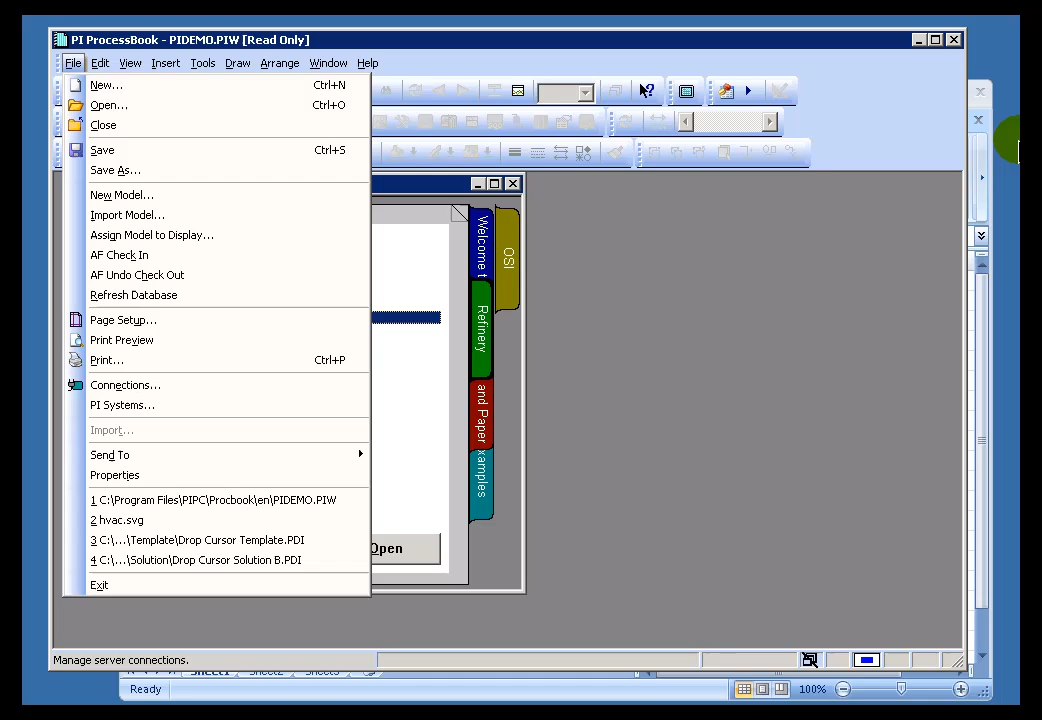 PI ProcessBook - PIDEMO.PIW [Read Only]
File Edit View Insert Tools Draw Arrange Window Help
New... Ctrl+N
Open... Ctrl+O
Close
Save Ctrl+S
Save As...
New Model...
Import Model...
Assign Model to Display...
AF Check In
AF Undo Check Out
Refresh Database
Page Setup...
Print Preview
Print... Ctrl+P
Connections...
PI Systems...
Import...
Send To
Properties
1 C:\Program Files\PIPC\Procbook\en\PIDEMO.PIW
2 hvac.svg
3 C:\...\Template\Drop Cursor Template.PDI
4 C:\...\Solution\Drop Cursor Solution B.PDI
Exit
Welcome t
OSI
Refinery
and Paper
xamples
Open
Manage server connections.
Sheet1 Sheet2 Sheet3
Ready 100%